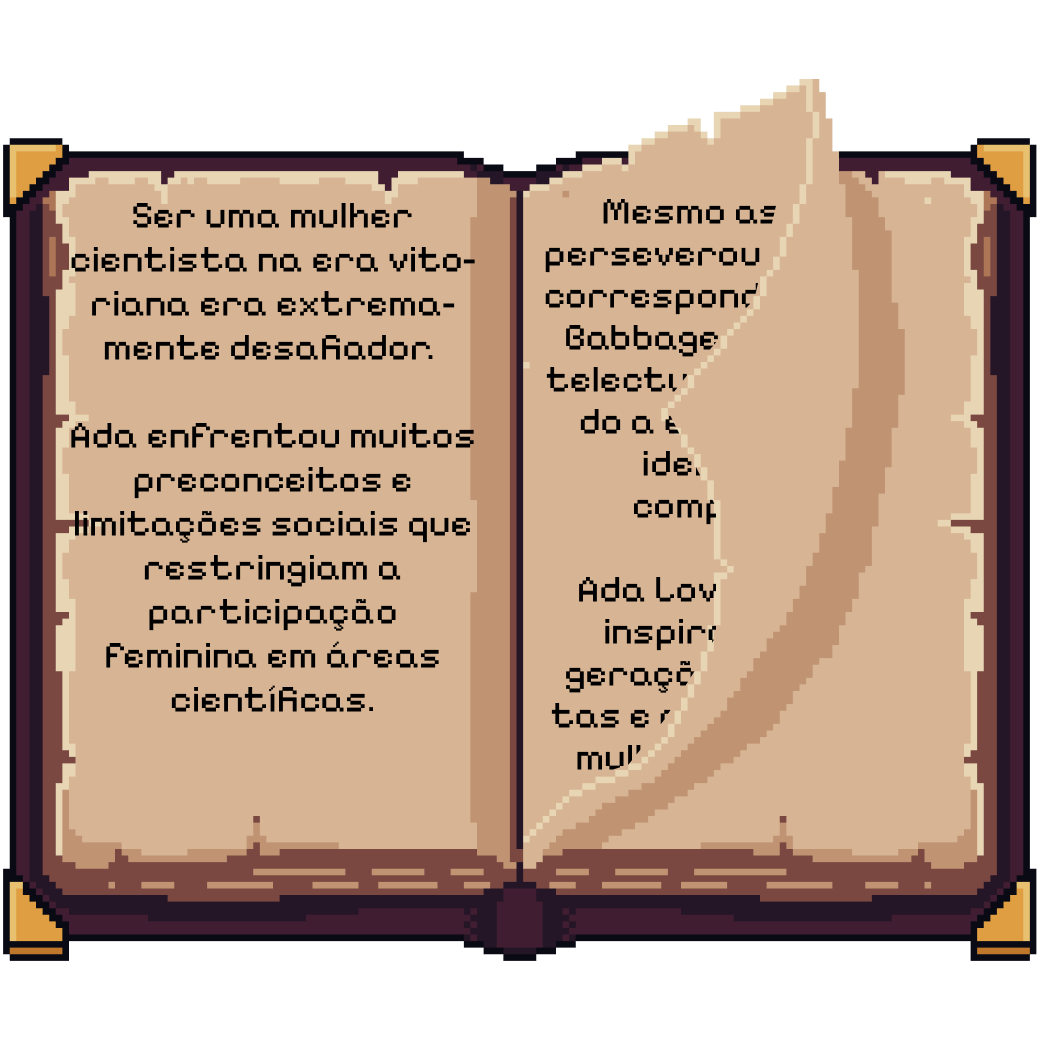 Ser uma mulher
cientista na era vito-
riana era extrema-
mente desafiador.
Ada enfrentou muitos
preconceitos e
limitações sociais que
restringiam a
participação
feminina em áreas
científicas.
Mesmo as
perseverou
correspond
Babbage
telectu
do a
ide
comp
Ada Lov
inspir
geraçõ
tas e
mul